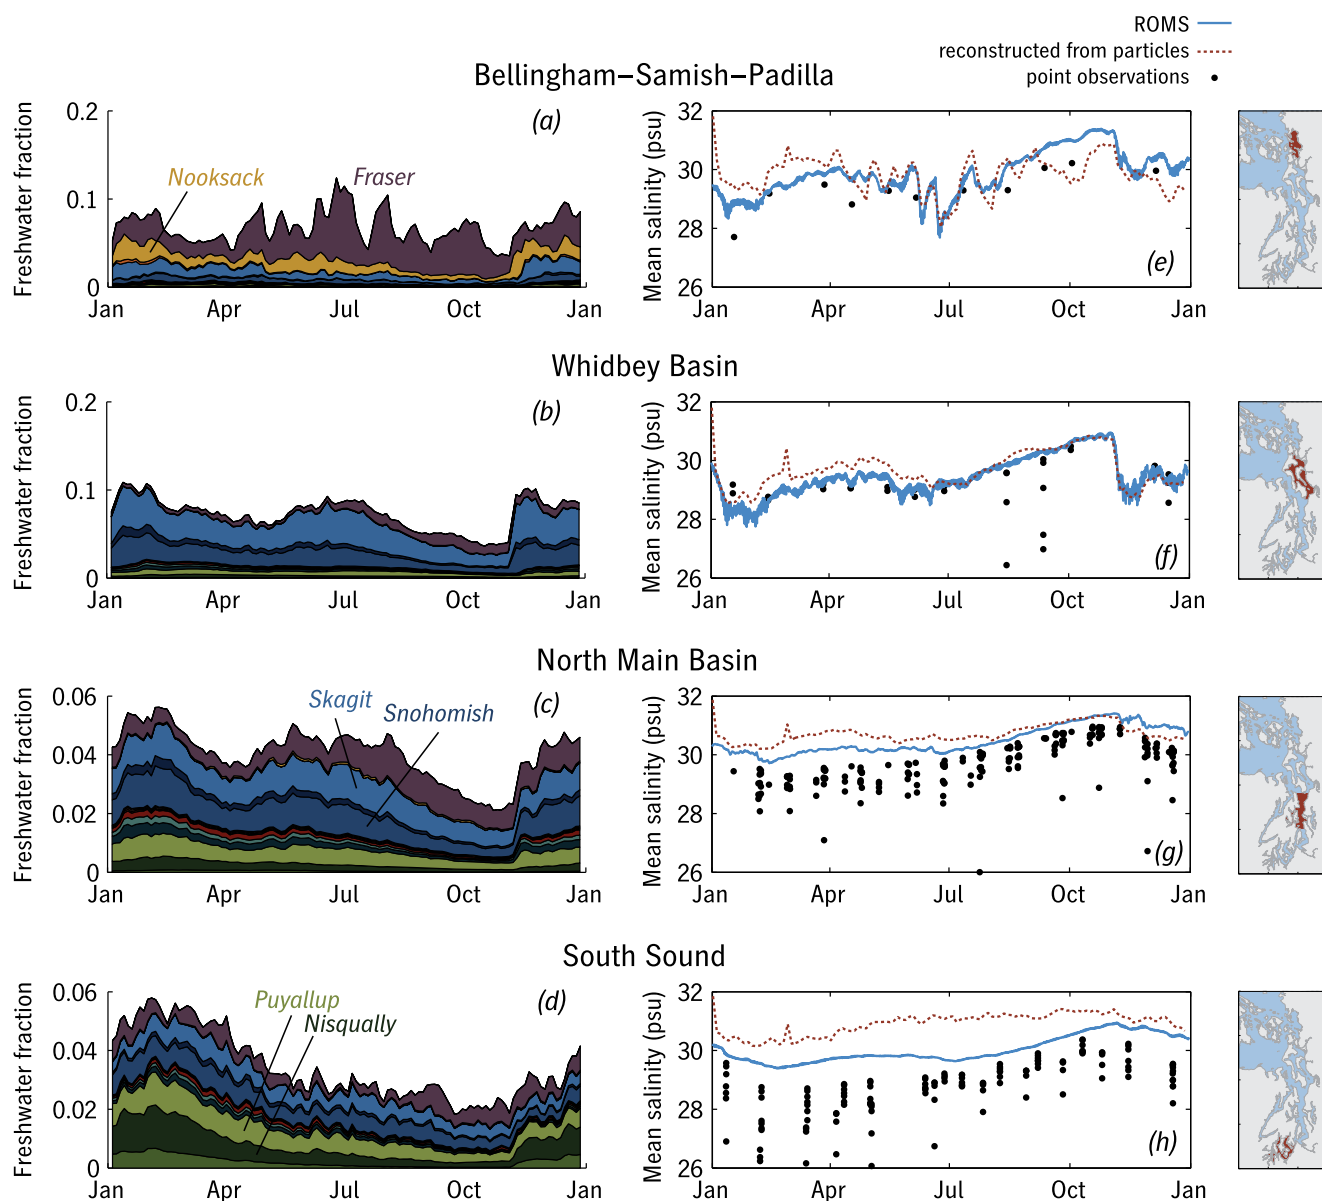 ROMS
reconstructed from particles
point observations
Bellingham–Samish–Padilla
Freshwater fraction
0.2
0.1
0
(a)
Nooksack
Fraser
Jan Apr Jul Oct Jan
Mean salinity (psu)
32
30
28
26
(e)
Jan Apr Jul Oct Jan
Whidbey Basin
Freshwater fraction
0.2
0.1
0
(b)
Jan Apr Jul Oct Jan
Mean salinity (psu)
32
30
28
26
(f)
Jan Apr Jul Oct Jan
North Main Basin
Freshwater fraction
0.06
0.04
0.02
0
Skagit
Snohomish
(c)
Jan Apr Jul Oct Jan
Mean salinity (psu)
32
30
28
26
(g)
Jan Apr Jul Oct Jan
South Sound
Freshwater fraction
0.06
0.04
0.02
0
Puyallup
Nisqually
(d)
Jan Apr Jul Oct Jan
Mean salinity (psu)
32
30
28
26
(h)
Jan Apr Jul Oct Jan